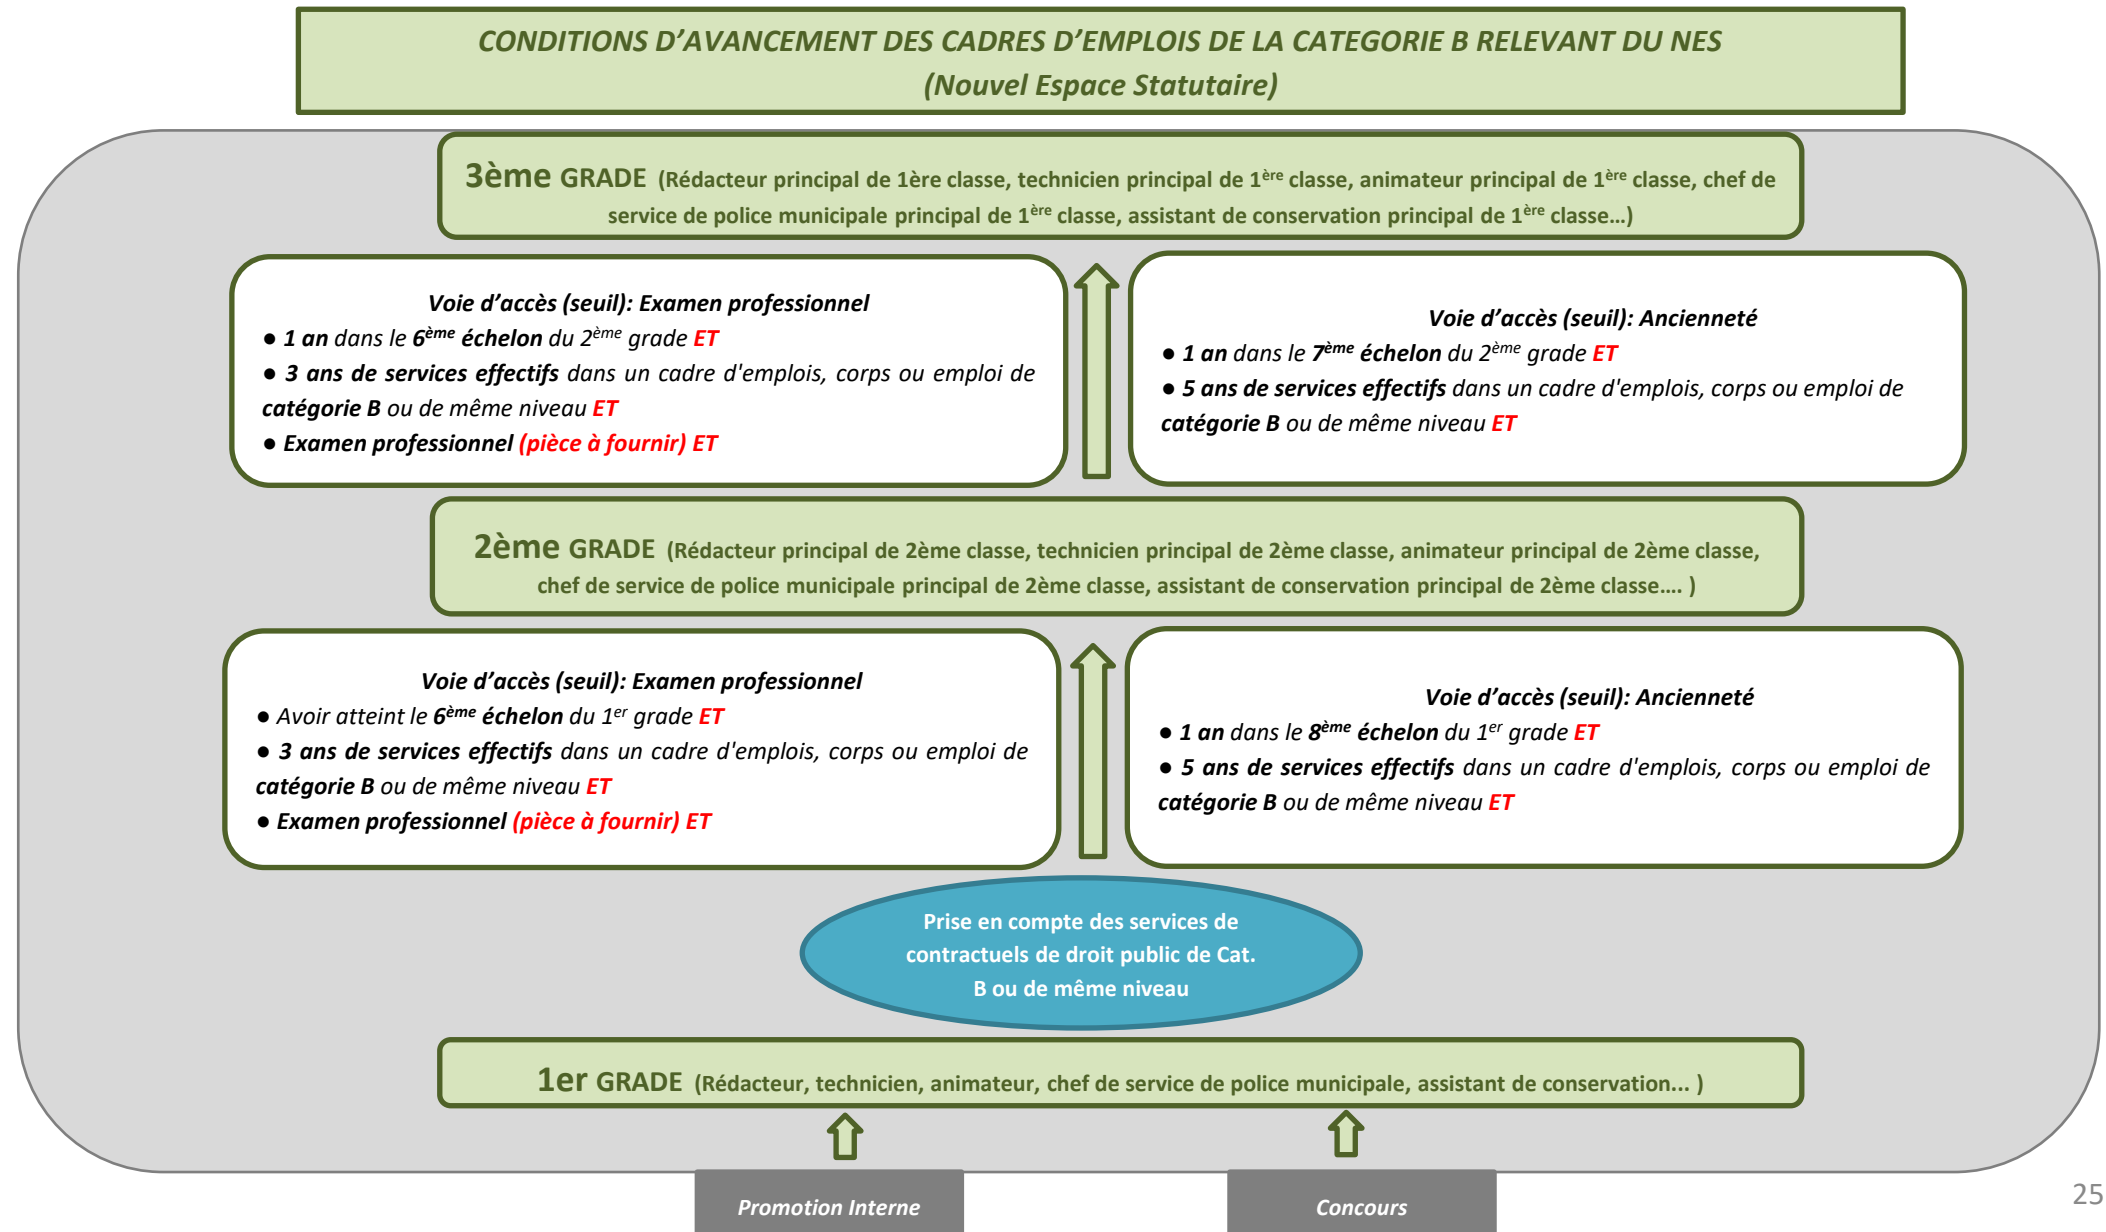 CONDITIONS D’AVANCEMENT DES CADRES D’EMPLOIS DE LA CATEGORIE B RELEVANT DU NES
(Nouvel Espace Statutaire)
3ème GRADE (Rédacteur principal de 1ère classe, technicien principal de 1ère classe, animateur principal de 1ère classe, chef de
service de police municipale principal de 1ère classe, assistant de conservation principal de 1ère classe…)
Voie d’accès (seuil): Examen professionnel
● 1 an dans le 6ème échelon du 2ème grade ET
● 3 ans de services effectifs dans un cadre d'emplois, corps ou emploi de
catégorie B ou de même niveau ET
● Examen professionnel (pièce à fournir) ET
Voie d’accès (seuil): Ancienneté
● 1 an dans le 7ème échelon du 2ème grade ET
● 5 ans de services effectifs dans un cadre d'emplois, corps ou emploi de
catégorie B ou de même niveau ET
2ème GRADE (Rédacteur principal de 2ème classe, technicien principal de 2ème classe, animateur principal de 2ème classe,
chef de service de police municipale principal de 2ème classe, assistant de conservation principal de 2ème classe…. )
Voie d’accès (seuil): Examen professionnel
● Avoir atteint le 6ème échelon du 1er grade ET
● 3 ans de services effectifs dans un cadre d'emplois, corps ou emploi de
catégorie B ou de même niveau ET
● Examen professionnel (pièce à fournir) ET
Voie d’accès (seuil): Ancienneté
● 1 an dans le 8ème échelon du 1er grade ET
● 5 ans de services effectifs dans un cadre d'emplois, corps ou emploi de
catégorie B ou de même niveau ET
Prise en compte des services de
contractuels de droit public de Cat.
B ou de même niveau
1er GRADE (Rédacteur, technicien, animateur, chef de service de police municipale, assistant de conservation... )
Promotion Interne
Concours
25